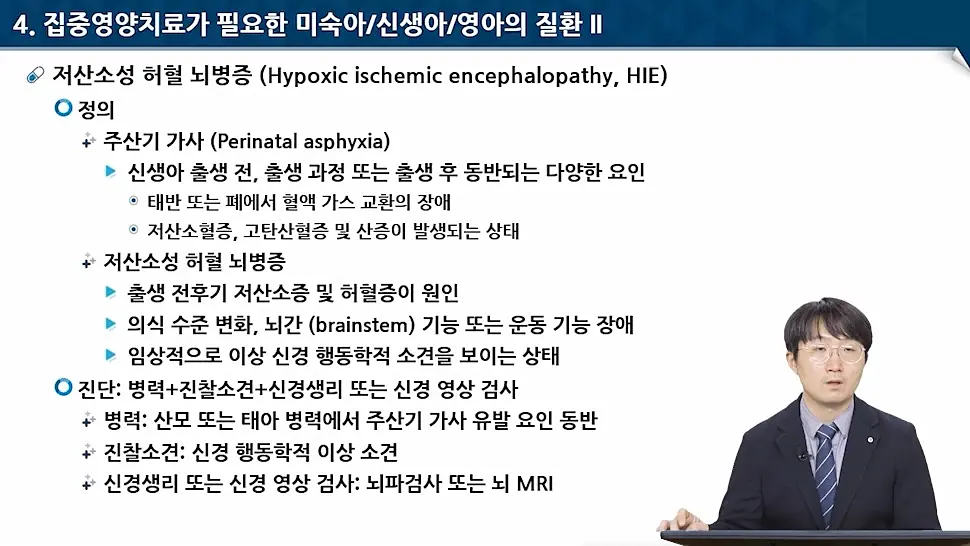 4. 집중영양치료가 필요한 미숙아/신생아/영아의 질환 II
저산소성 허혈 뇌병증 (Hypoxic ischemic encephalopathy, HIE)
정의
주산기 가사 (Perinatal asphyxia)
신생아 출생 전, 출생 과정 또는 출생 후 동반되는 다양한 요인
태반 또는 폐에서 혈액 가스 교환의 장애
저산소혈증, 고탄산혈증 및 산증이 발생되는 상태
저산소성 허혈 뇌병증
출생 전후기 저산소증 및 허혈증이 원인
의식 수준 변화, 뇌간 (brainstem) 기능 또는 운동 기능 장애
임상적으로 이상 신경 행동학적 소견을 보이는 상태
진단: 병력+진찰소견+신경생리 또는 신경 영상 검사
병력: 산모 또는 태아 병력에서 주산기 가사 유발 요인 동반
진찰소견: 신경 행동학적 이상 소견
신경생리 또는 신경 영상 검사: 뇌파검사 또는 뇌 MRI